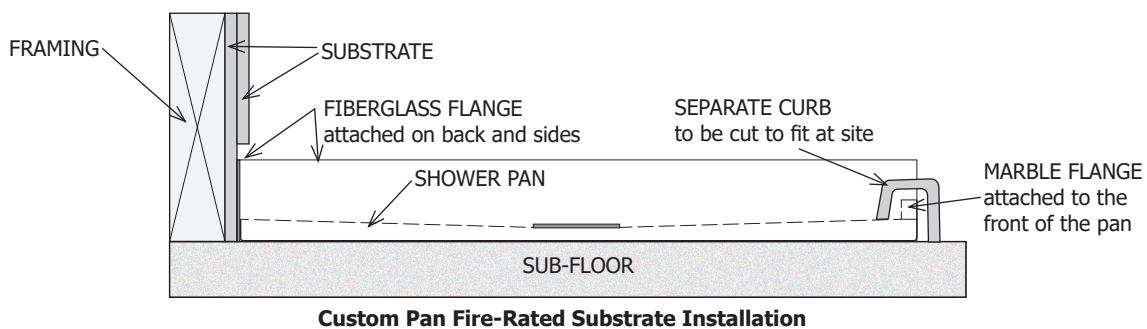 FRAMING
SUBSTRATE
FIBERGLASS FLANGE
attached on back and sides
SEPARATE CURB
to be cut to fit at site
SHOWER PAN
MARBLE FLANGE
attached to the
front of the pan
SUB-FLOOR
Custom Pan Fire-Rated Substrate Installation